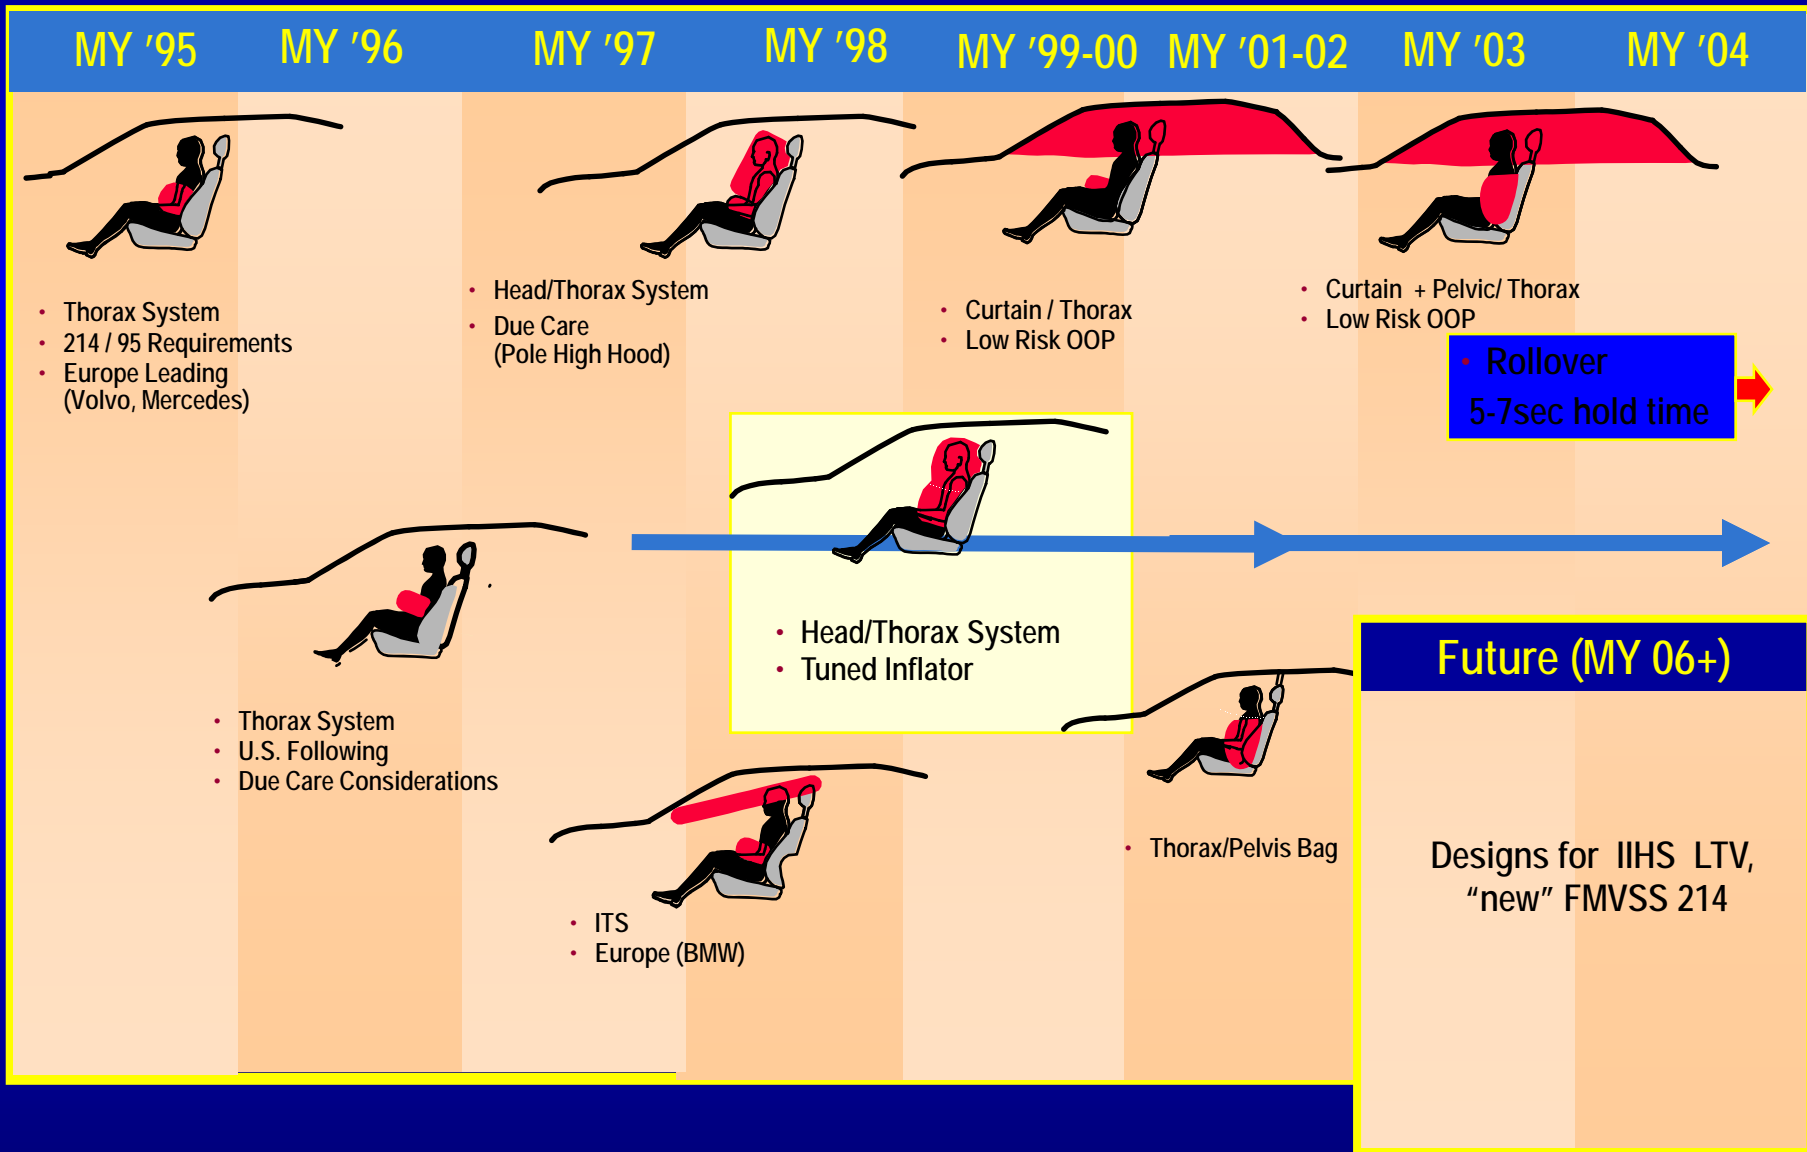 MY ’95
MY ’96
MY ’97
MY ’98
MY ’99-00
MY ’01-02
MY ’03
MY ’04
• Thorax System
• 214 / 95 Requirements
• Europe Leading
(Volvo, Mercedes)
• Head/Thorax System
• Due Care
(Pole High Hood)
• Curtain / Thorax
• Low Risk OOP
• Curtain + Pelvic/ Thorax
• Low Risk OOP
• Rollover
5-7sec hold time
• Thorax System
• U.S. Following
• Due Care Considerations
• Head/Thorax System
• Tuned Inflator
• ITS
• Europe (BMW)
• Thorax/Pelvis Bag
Future (MY 06+)
Designs for IIHS LTV,
“new” FMVSS 214